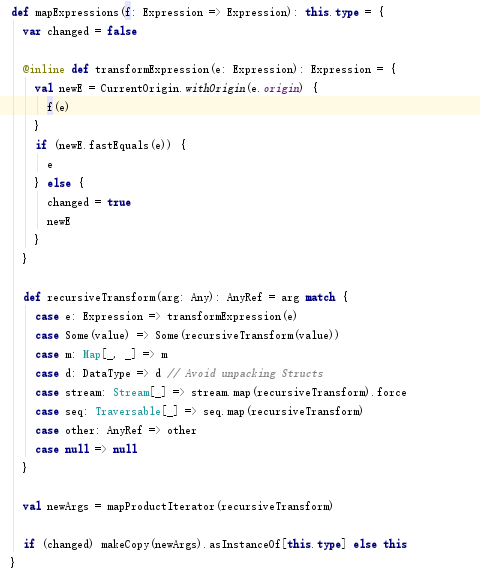 def mapExpressions(f: Expression => Expression): this.type = {
  var changed = false

  @inline def transformExpression(e: Expression): Expression = {
    val newE = CurrentOrigin.withOrigin(e.origin) {
      f(e)
    }
    if (newE.fastEquals(e)) {
      e
    } else {
      changed = true
      newE
    }
  }

  def recursiveTransform(arg: Any): AnyRef = arg match {
    case e: Expression => transformExpression(e)
    case Some(value) => Some(recursiveTransform(value))
    case m: Map[_, _] => m
    case d: DataType => d // Avoid unpacking Structs
    case stream: Stream[_] => stream.map(recursiveTransform).force
    case seq: Traversable[_] => seq.map(recursiveTransform)
    case other: AnyRef => other
    case null => null
  }

  val newArgs = mapProductIterator(recursiveTransform)

  if (changed) makeCopy(newArgs).asInstanceOf[this.type] else this
}